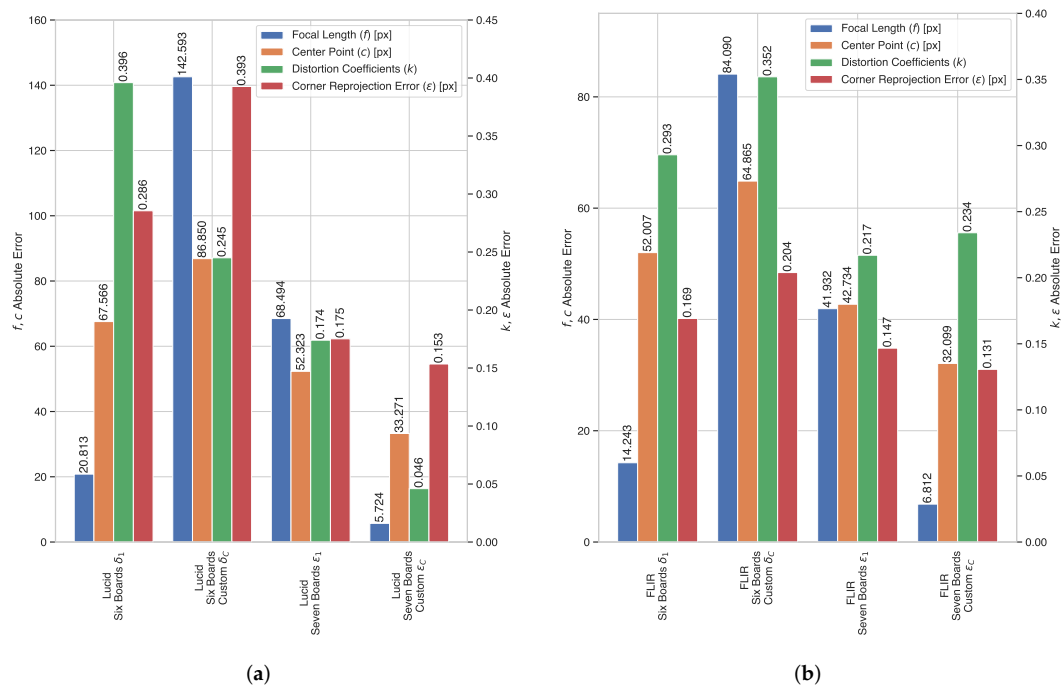 160
140
120
100
80
60
40
20
0
f, c Absolute Error
0.45
0.40
0.35
0.30
0.25
0.20
0.15
0.10
0.05
0.00
k, ε Absolute Error
Focal Length (f) [px]
Center Point (c) [px]
Distortion Coefficients (k)
Corner Reprojection Error (ε) [px]
20.813
67.566
0.396
0.286
142.593
86.850
0.245
0.393
68.494
52.323
0.174
0.175
5.724
33.271
0.046
0.153
Lucid
Six Boards δ₁
Lucid
Six Boards
Custom δ_C
Lucid
Seven Boards ε₁
Lucid
Seven Boards
Custom ε_C
(a)
80
60
40
20
0
f, c Absolute Error
0.40
0.35
0.30
0.25
0.20
0.15
0.10
0.05
0.00
k, ε Absolute Error
Focal Length (f) [px]
Center Point (c) [px]
Distortion Coefficients (k)
Corner Reprojection Error (ε) [px]
14.243
52.007
0.293
0.169
84.090
64.865
0.352
0.204
41.932
42.734
0.217
0.147
6.812
32.099
0.234
0.131
FLIR
Six Boards δ₁
FLIR
Six Boards
Custom δ_C
FLIR
Seven Boards ε₁
FLIR
Seven Boards
Custom ε_C
(b)